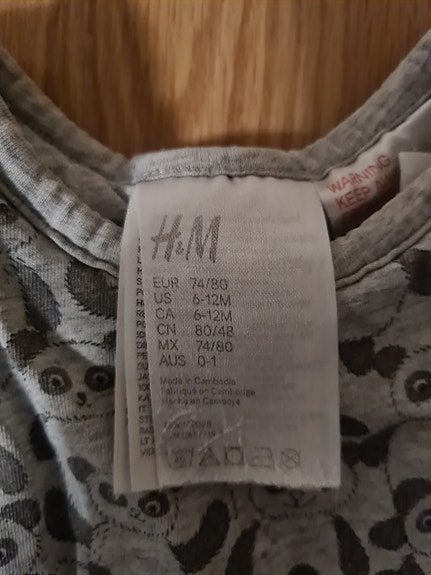 H&M
EUR 74/80
US 6-12M
CA 6-12M
CN 80/48
MX 74/80
AUS 0-1
Made in Cambodia
Fabriqué en Cambodge
Hecho en Camboya
WARNING
KEEP